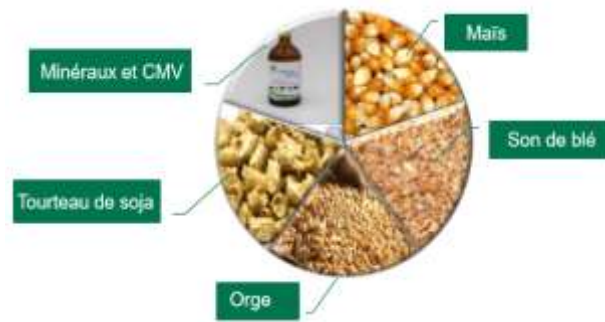 Maïs
Minéraux et CMV
Son de blé
Tourteau de soja
Orge